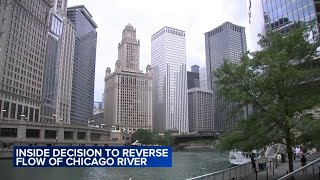 INSIDE DECISION TO REVERSE
FLOW OF CHICAGO RIVER